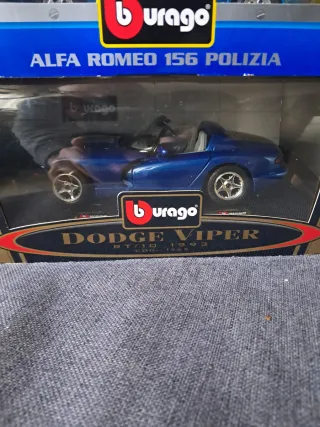 burago
ALFA ROMEO 156 POLIZIA
burago
burago
DODGE VIPER
RT/10 1993